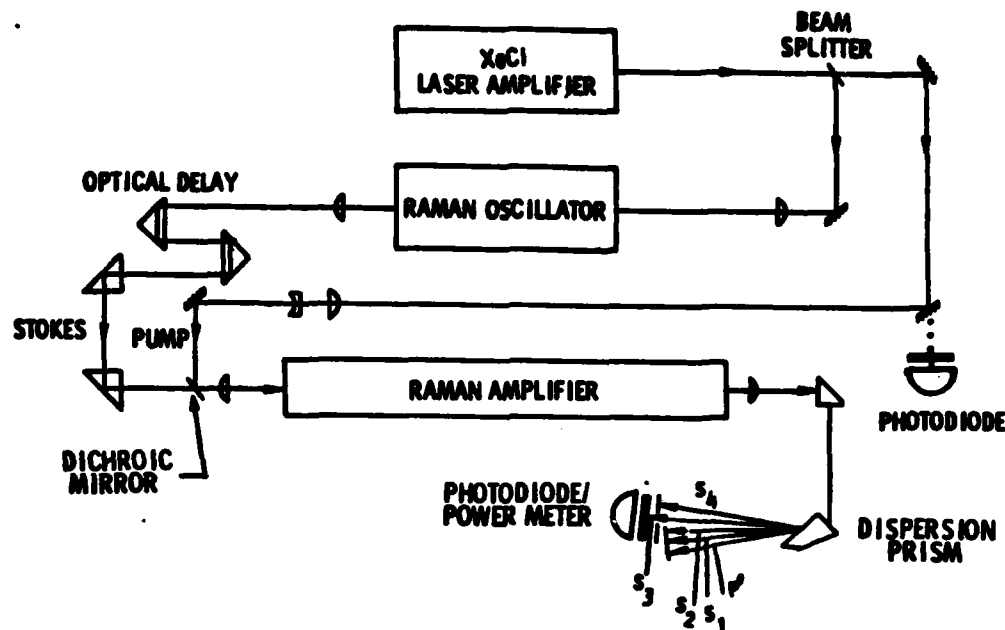 BEAM
SPLITTER
XeCl
LASER AMPLIFIER
OPTICAL DELAY
RAMAN OSCILLATOR
STOKES
PUMP
RAMAN AMPLIFIER
PHOTODIODE
DICHROIC
MIRROR
PHOTODIODE/
POWER METER
S4
DISPERSION
PRISM
S3
S2
S1
P